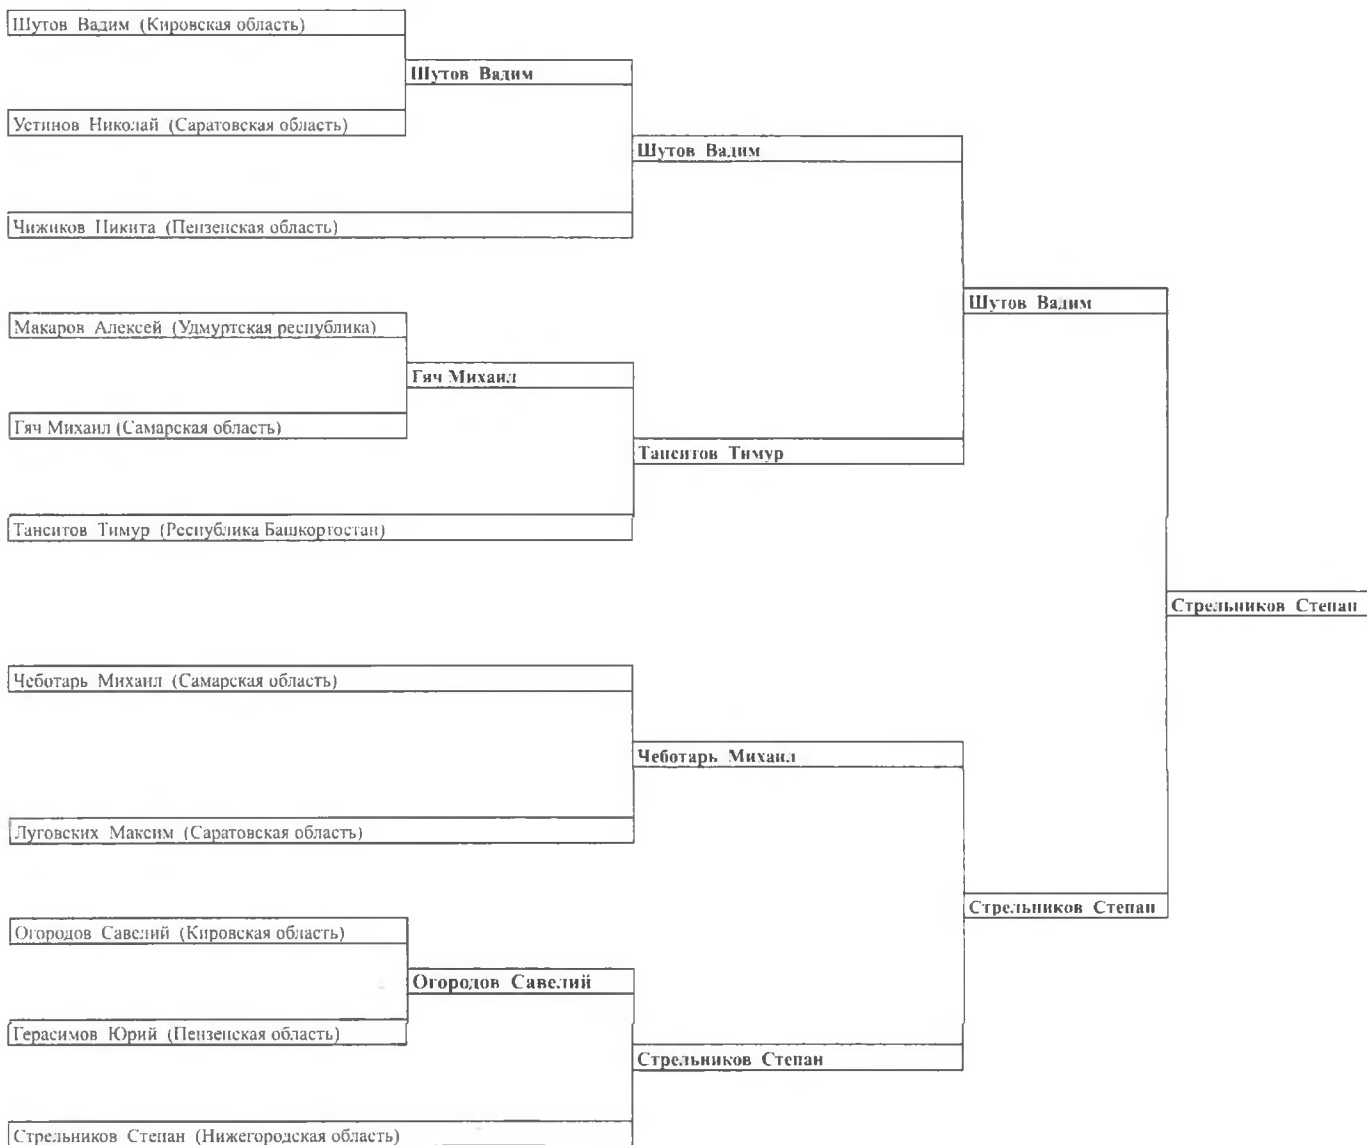 Шутов Вадим (Кировская область)
Шутов Вадим
Устинов Николай (Саратовская область)
Шутов Вадим
Чижиков Никита (Пензенская область)
Шутов Вадим
Макаров Алексей (Удмуртская республика)
Гяч Михаил
Гяч Михаил (Самарская область)
Танситов Тимур
Танситов Тимур (Республика Башкортостан)
Стрельников Степан
Чеботарь Михаил (Самарская область)
Чеботарь Михаил
Луговских Максим (Саратовская область)
Стрельников Степан
Огородов Савелий (Кировская область)
Огородов Савелий
Герасимов Юрий (Пензенская область)
Стрельников Степан
Стрельников Степан (Нижегородская область)